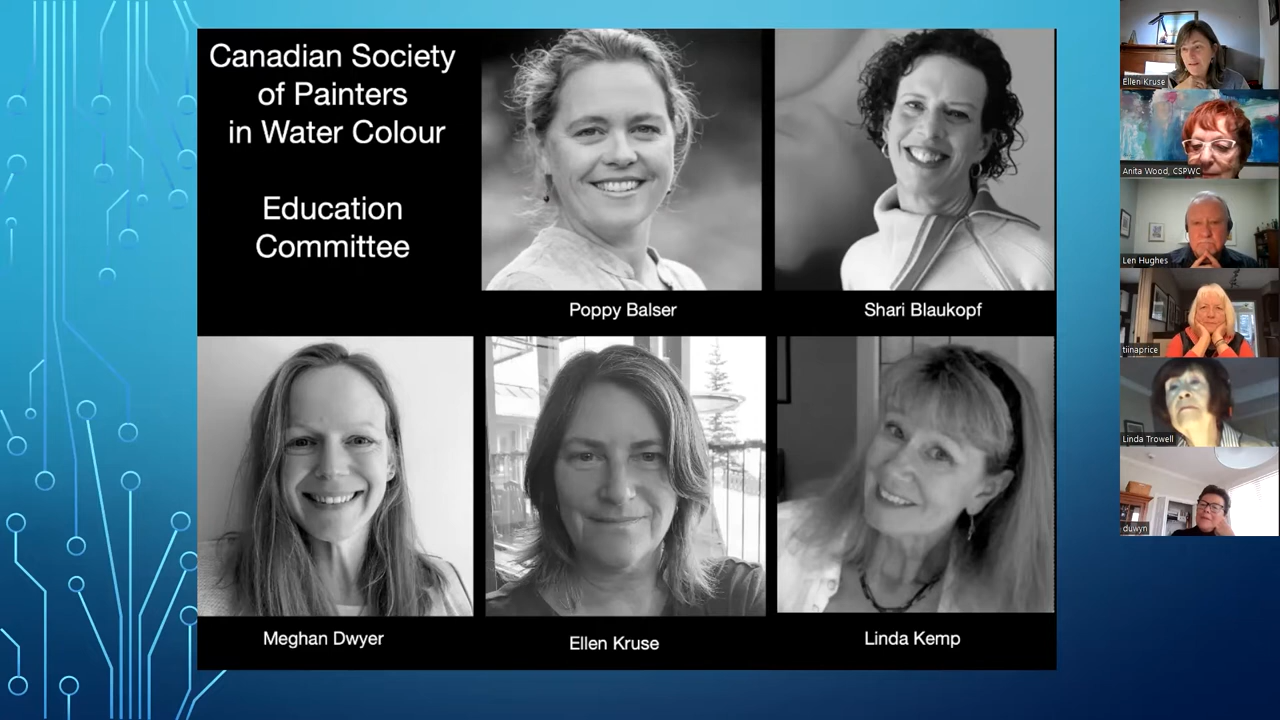 Canadian Society
of Painters
in Water Colour
Education
Committee
Poppy Balser
Shari Blaukopf
Meghan Dwyer
Ellen Kruse
Linda Kemp
Ellen Kruse
Anita Wood, CSPWC
Len Hughes
tiinaprice
Linda Trowell
duwyn